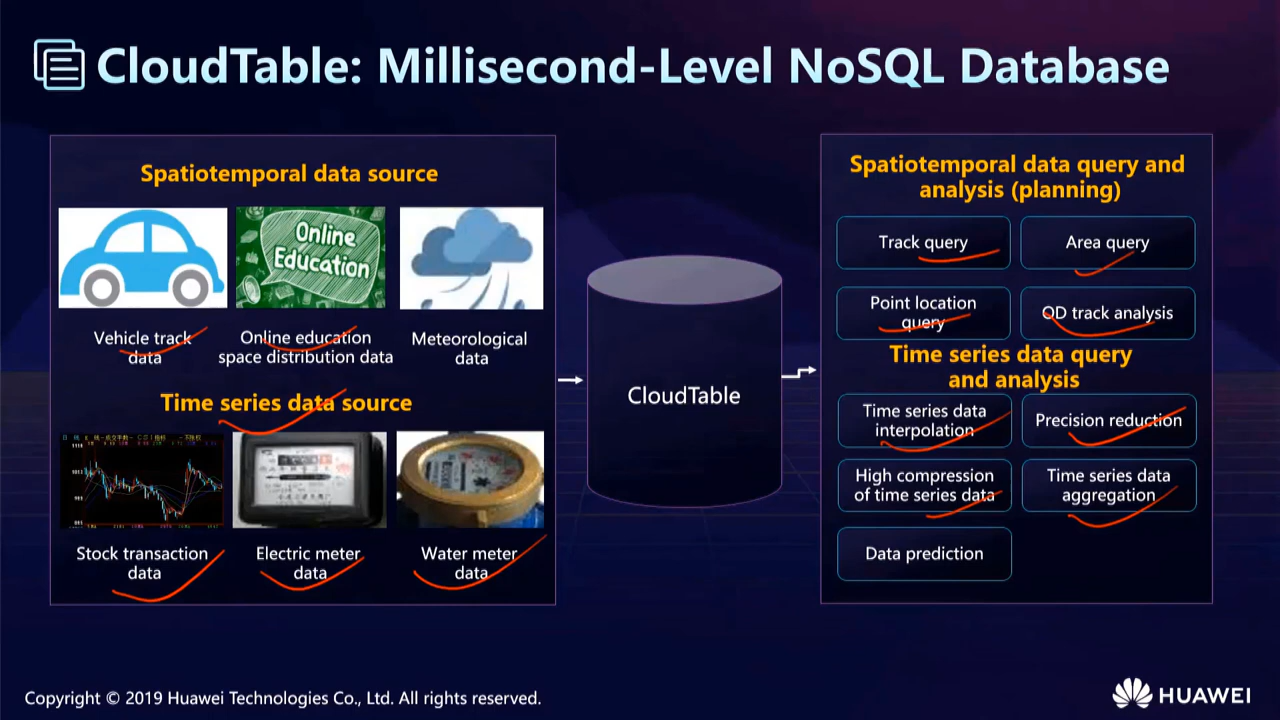 CloudTable: Millisecond-Level NoSQL Database
Spatiotemporal data source
Online
Education
Vehicle track
data
Online education
space distribution data
Meteorological
data
Time series data source
Stock transaction
data
Electric meter
data
Water meter
data
CloudTable
Spatiotemporal data query and
analysis (planning)
Track query
Area query
Point location
query
OD track analysis
Time series data query
and analysis
Time series data
interpolation
Precision reduction
High compression
of time series data
Time series data
aggregation
Data prediction
Copyright © 2019 Huawei Technologies Co., Ltd. All rights reserved.
HUAWEI